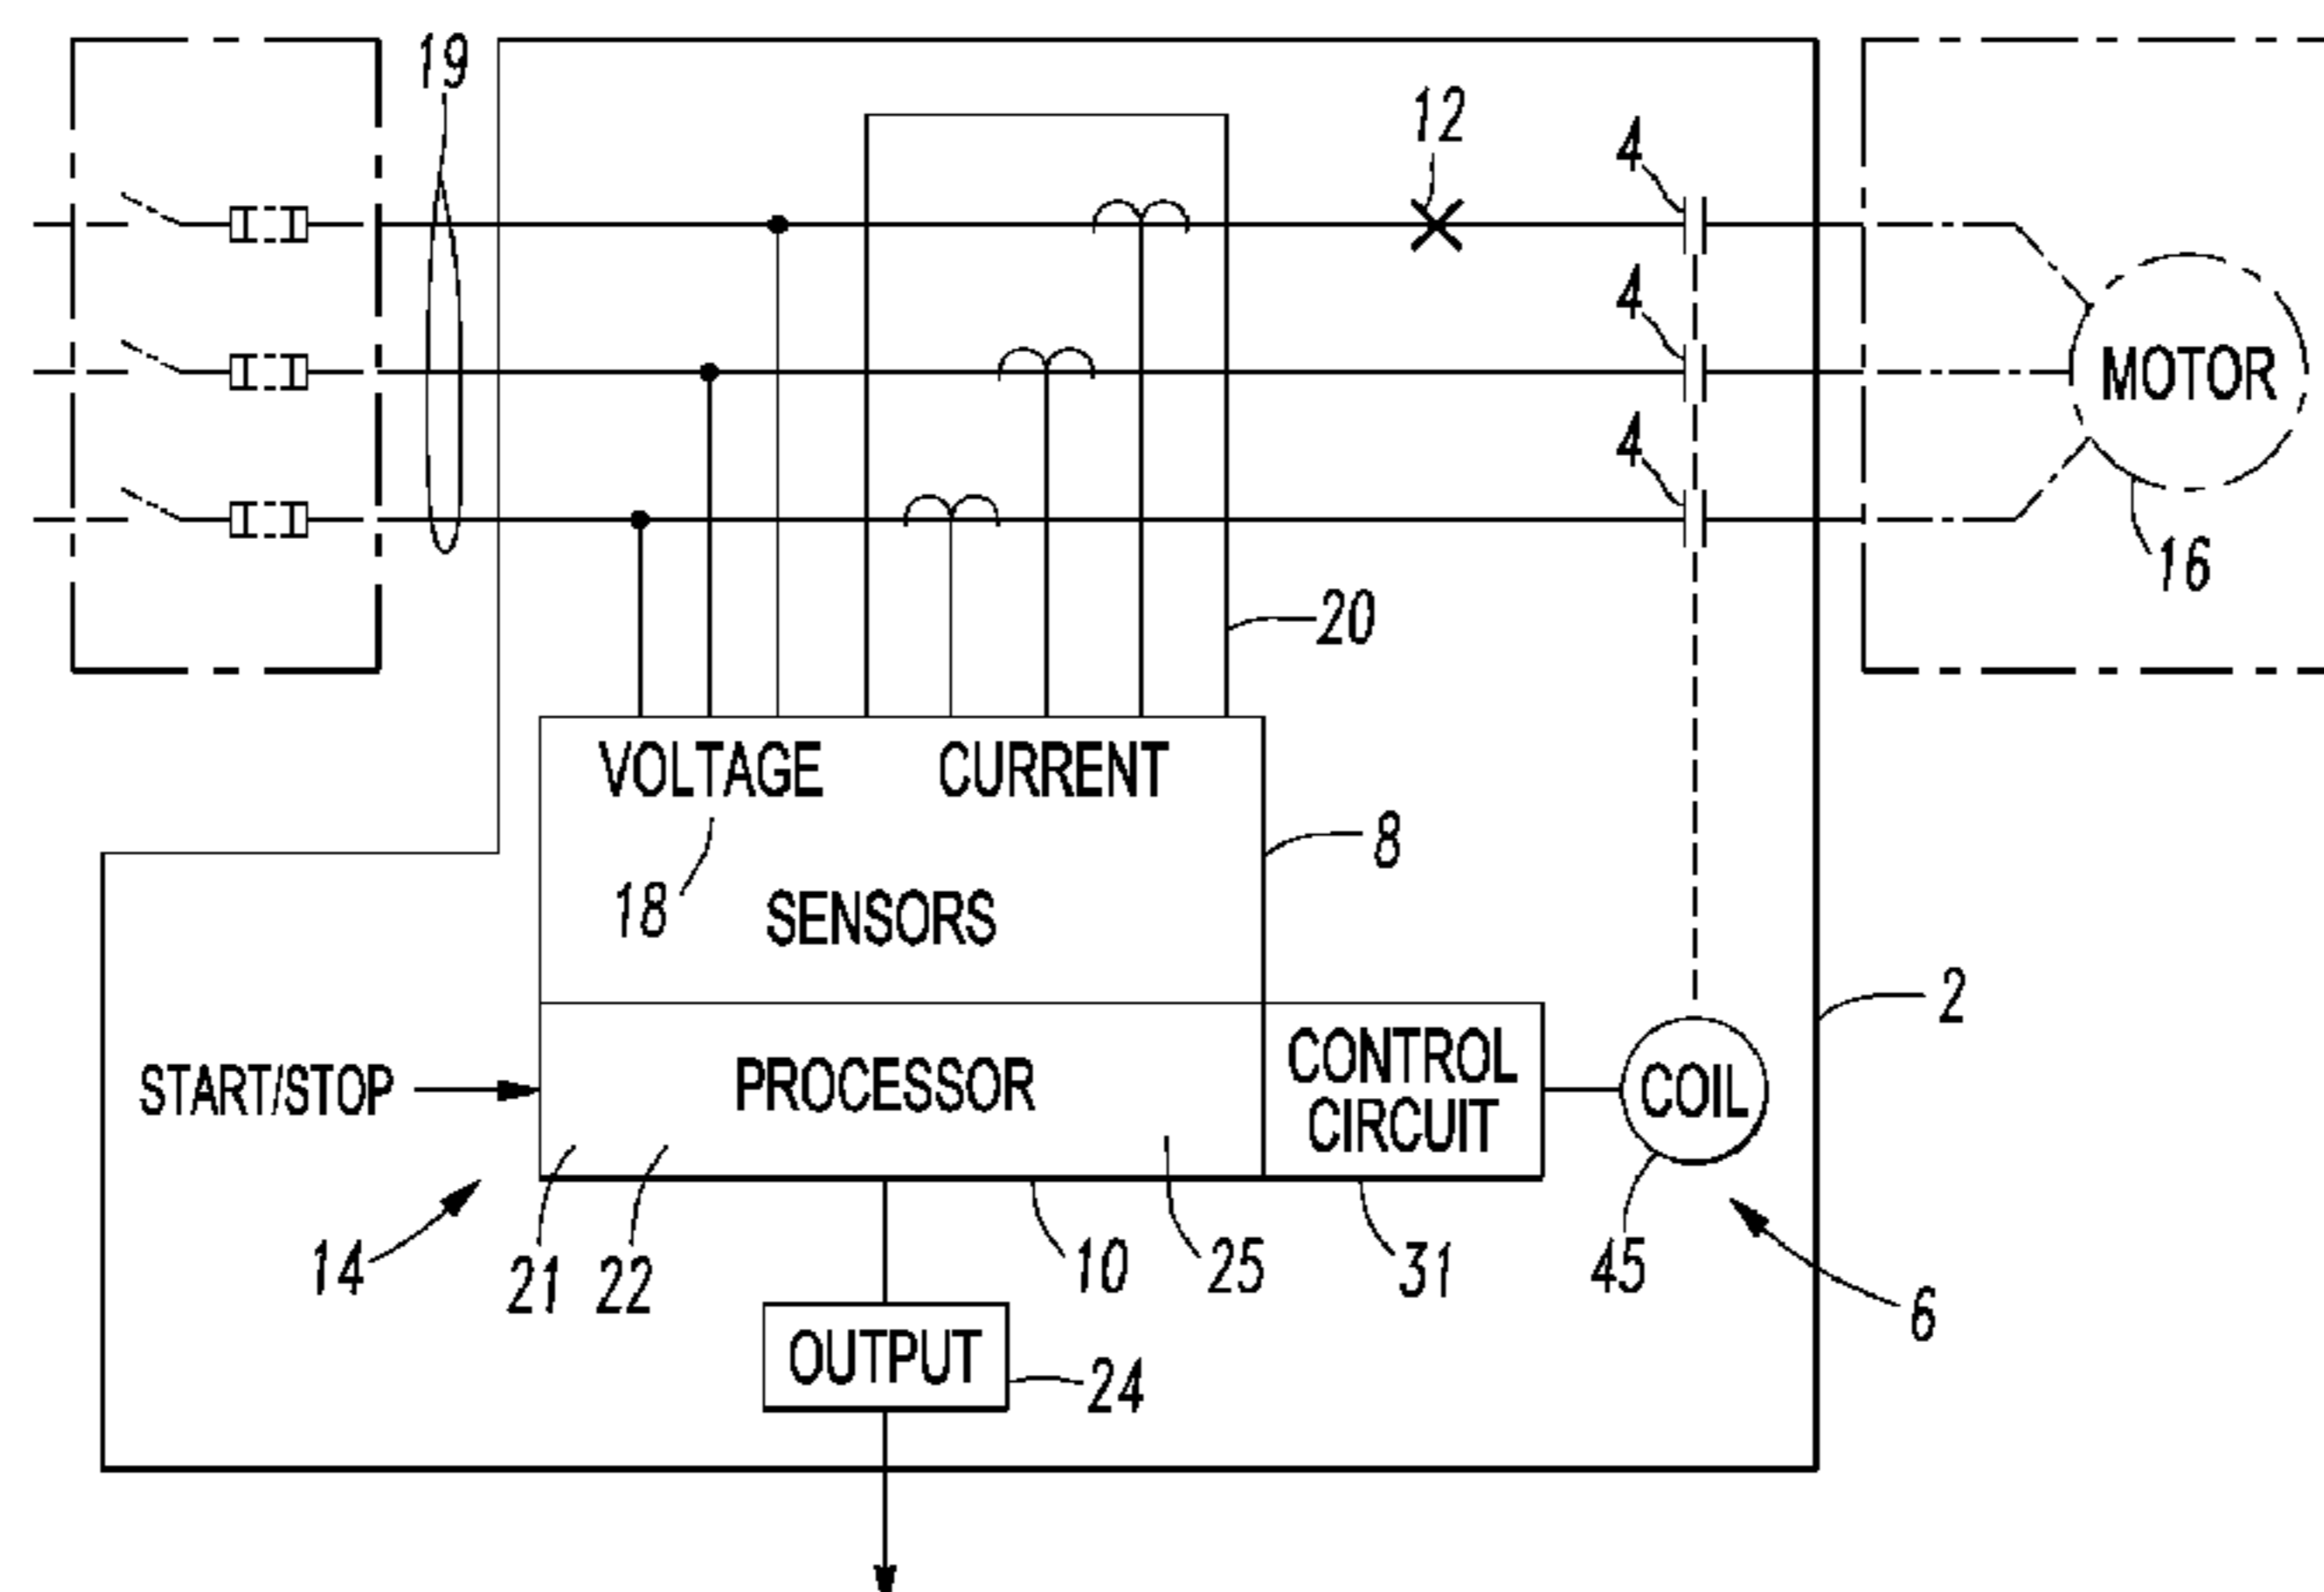 19
12
4
4
MOTOR
4
16
20
VOLTAGE CURRENT
8
18
SENSORS
2
START/STOP
PROCESSOR
CONTROL
CIRCUIT
COIL
14
21
22
10
25
31
45
6
OUTPUT
24